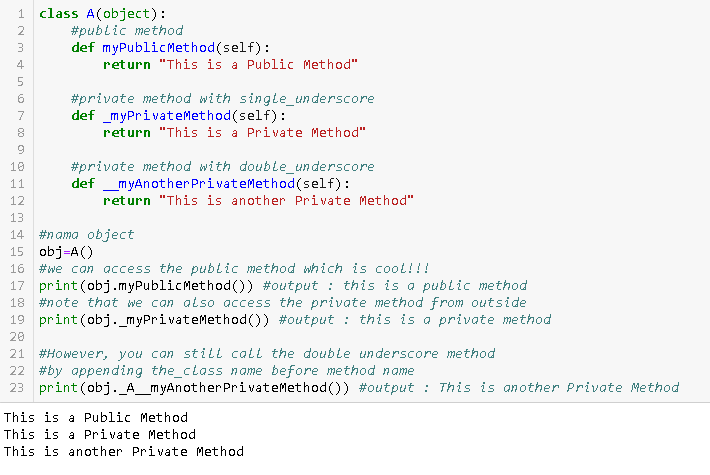 1 class A(object):
2 #public method
3 def myPublicMethod(self):
4 return "This is a Public Method"
5
6 #private method with single_underscore
7 def _myPrivateMethod(self):
8 return "This is a Private Method"
9
10 #private method with double_underscore
11 def __myAnotherPrivateMethod(self):
12 return "This is another Private Method"
13
14 #nama object
15 obj=A()
16 #we can access the public method which is cool!!!
17 print(obj.myPublicMethod()) #output : this is a public method
18 #note that we can also access the private method from outside
19 print(obj._myPrivateMethod()) #output : this is a private method
20
21 #However, you can still call the double underscore method
22 #by appending the_class name before method name
23 print(obj._A__myAnotherPrivateMethod()) #output : This is another Private Method
This is a Public Method
This is a Private Method
This is another Private Method